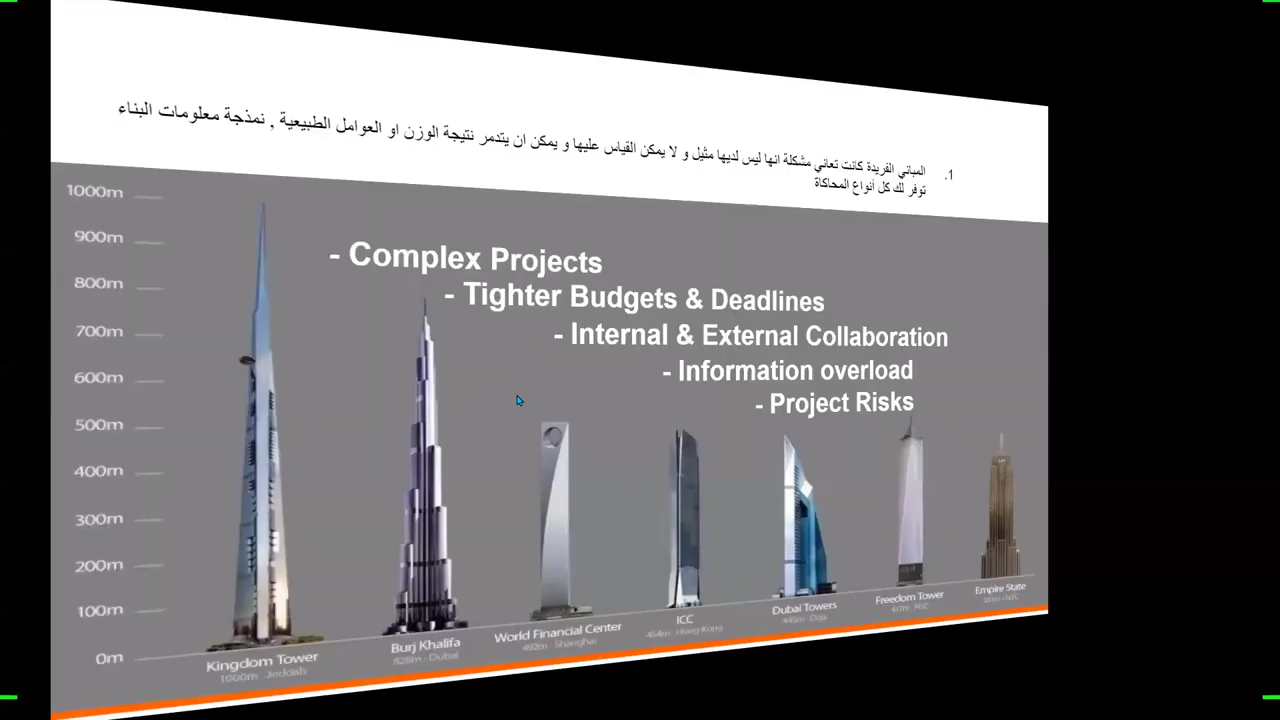 1. المباني الفريدة كانت تعاني مشكلة انها ليس لديها مثيل و لا يمكن القياس عليها و يمكن ان يتدمر نتيجة الوزن او العوامل الطبيعية , نمذجة معلومات البناء
توفر لك كل أنواع المحاكاة
1000m
900m
800m
700m
600m
500m
400m
300m
200m
100m
0m
- Complex Projects
- Tighter Budgets & Deadlines
- Internal & External Collaboration
- Information overload
- Project Risks
Kingdom Tower
1000m - Jeddah
Burj Khalifa
828m - Dubai
World Financial Center
492m - Shanghai
ICC
484m - Hong Kong
Dubai Towers
Freedom Tower
Empire State